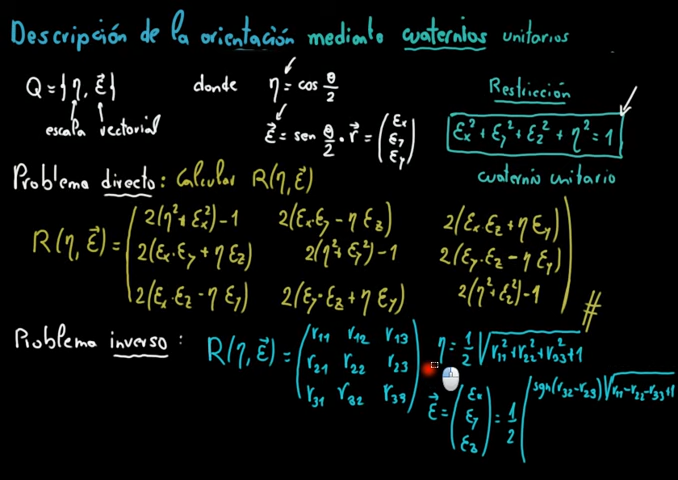 Descripción de la orientación mediante cuaternios unitarios
Q = {η, ε⃗} donde η = cos θ/2
escala vectorial
ε⃗ = sen θ/2 · r⃗ = (εx εy εy)
Restricción
εx² + εy² + εz² + η² = 1
cuaternio unitario
Problema directo: Calcular R(η, ε⃗)
R(η, ε⃗) =
2(η²+εx²)-1 2(εx·εy - η εz) 2(εx·εz + η εy)
2(εx·εy + η εz) 2(η²+εy²)-1 2(εy·εz - η εy)
2(εx·εz - η εy) 2(εy·εz + η εy) 2(η²+εz²)-1
#
Problema inverso:
R(η, ε⃗) =
r11 r12 r13
r21 r22 r23
r31 r32 r33
η = 1/2 √r11²+r22²+r33²+1
ε⃗ = (εx εy εz) = 1/2 ( sgn(r32-r23) √r11-r22-r33+1